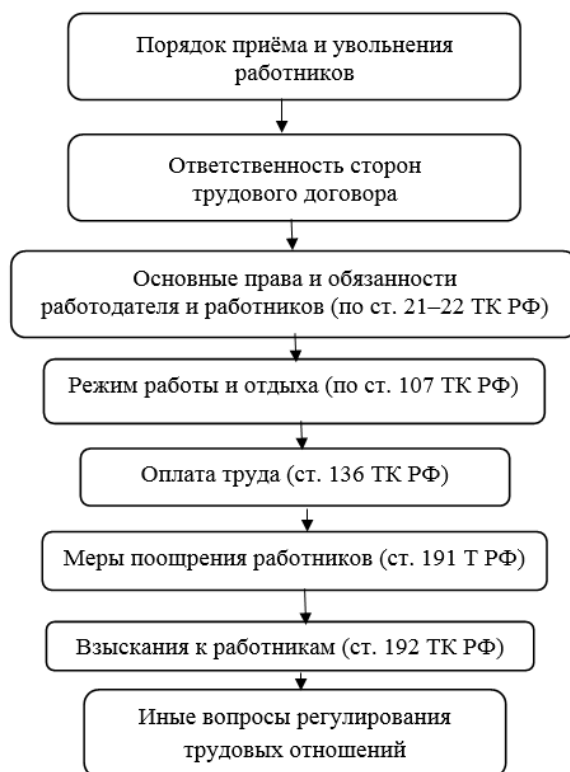 Порядок приёма и увольнения
работников
Ответственность сторон
трудового договора
Основные права и обязанности
работодателя и работников (по ст. 21–22 ТК РФ)
Режим работы и отдыха (по ст. 107 ТК РФ)
Оплата труда (ст. 136 ТК РФ)
Меры поощрения работников (ст. 191 Т РФ)
Взыскания к работникам (ст. 192 ТК РФ)
Иные вопросы регулирования
трудовых отношений